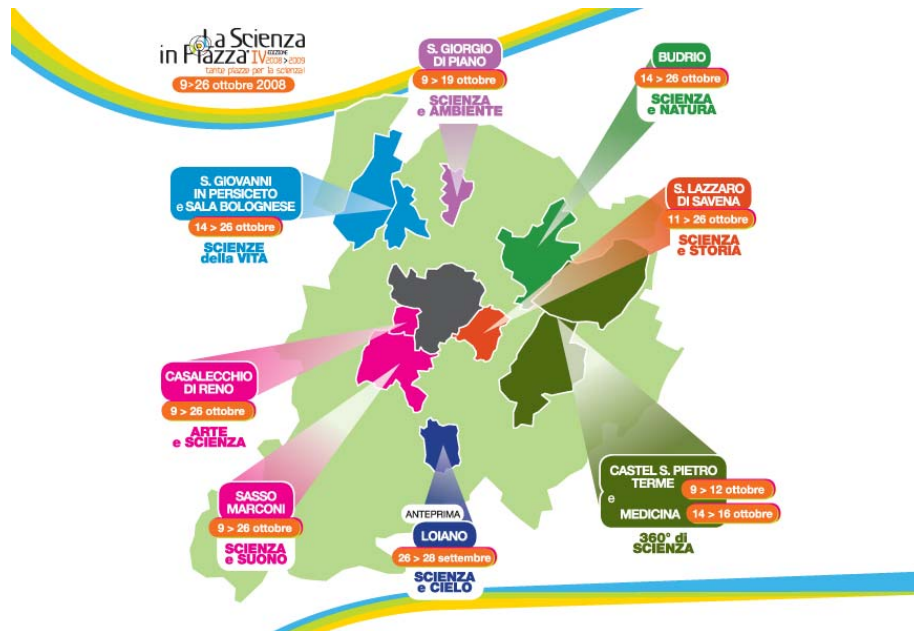 La Scienza
in Piazza® IV EDIZIONE 2008>2009
tante piazze per la scienza!
9>26 ottobre 2008
S. GIORGIO
DI PIANO
9 > 19 ottobre
SCIENZA
e AMBIENTE
BUDRIO
14 > 26 ottobre
SCIENZA
e NATURA
S. GIOVANNI
IN PERSICETO
e SALA BOLOGNESE
14 > 26 ottobre
SCIENZE
della VITA
S. LAZZARO
DI SAVENA
11 > 26 ottobre
SCIENZA
e STORIA
CASALECCHIO
DI RENO
9 > 26 ottobre
ARTE
e SCIENZA
SASSO
MARCONI
9 > 26 ottobre
SCIENZA
e SUONO
ANTEPRIMA
LOIANO
26 > 28 settembre
SCIENZA
e CIELO
CASTEL S. PIETRO
TERME 9 > 12 ottobre
e
MEDICINA 14 > 16 ottobre
360° di
SCIENZA